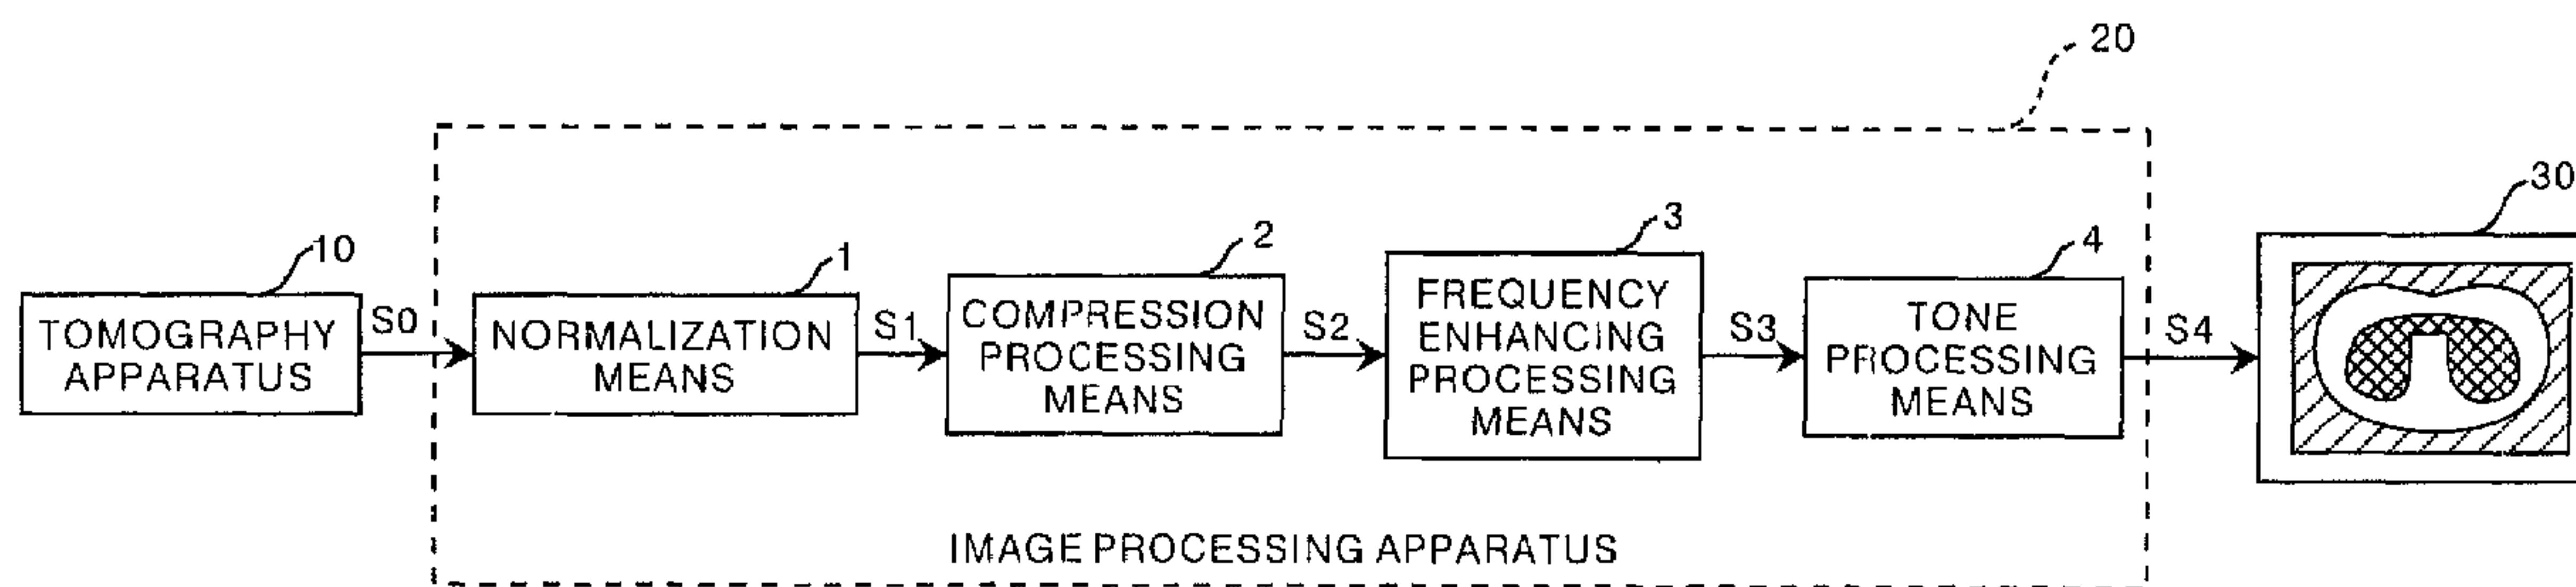 20
30
10
1
2
3
4
TOMOGRAPHY
APPARATUS
S0
NORMALIZATION
MEANS
S1
COMPRESSION
PROCESSING
MEANS
S2
FREQUENCY
ENHANCING
PROCESSING
MEANS
S3
TONE
PROCESSING
MEANS
S4
IMAGE PROCESSING APPARATUS